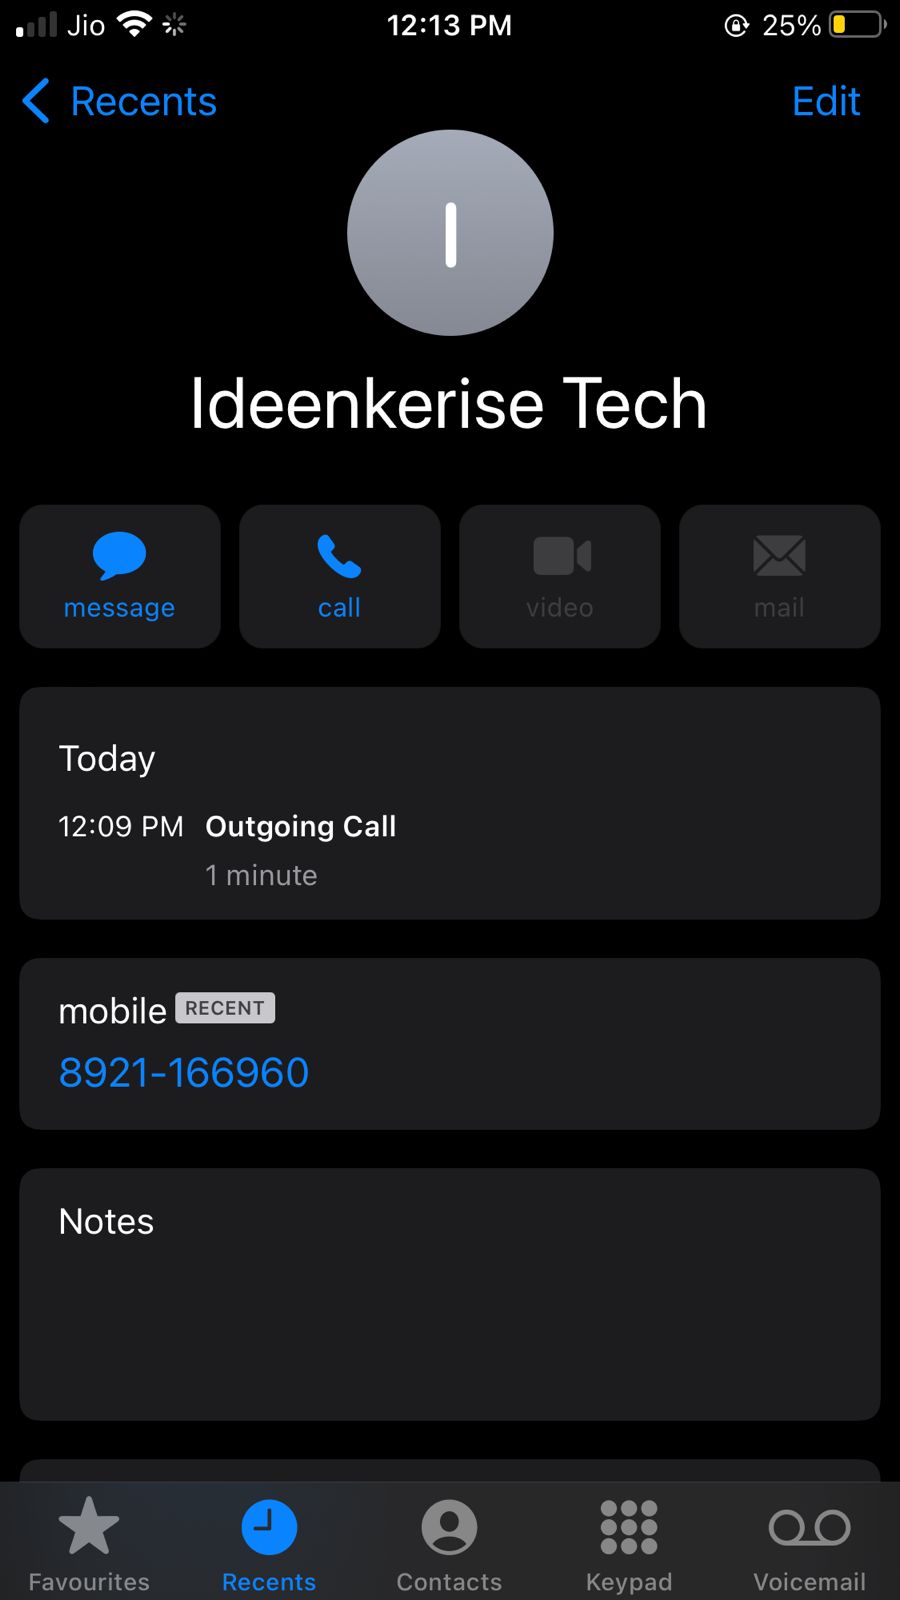 Jio 12:13 PM 25%
Recents Edit
I
Ideenkerise Tech
message call video mail
Today
12:09 PM Outgoing Call
1 minute
mobile RECENT
8921-166960
Notes
Favourites Recents Contacts Keypad Voicemail